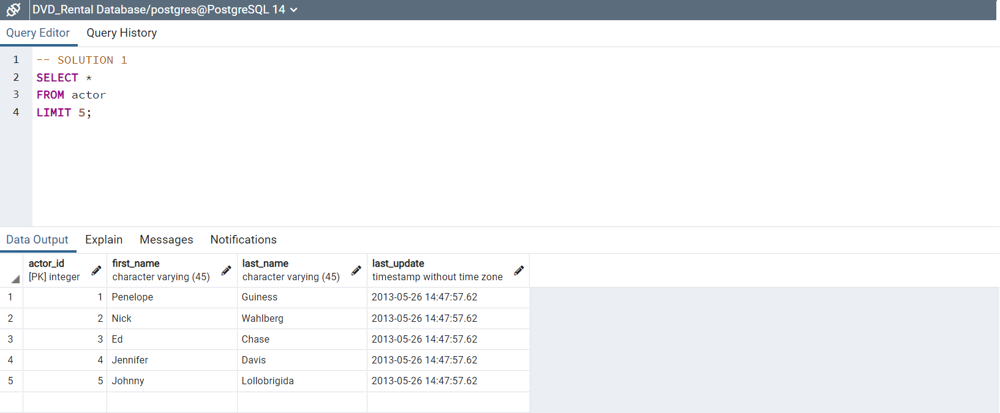 DVD_Rental Database/postgres@PostgreSQL 14
Query Editor Query History
1 -- SOLUTION 1
2 SELECT *
3 FROM actor
4 LIMIT 5;
Data Output Explain Messages Notifications
actor_id first_name last_name last_update
[PK] integer character varying (45) character varying (45) timestamp without time zone
1 1 Penelope Guiness 2013-05-26 14:47:57.62
2 2 Nick Wahlberg 2013-05-26 14:47:57.62
3 3 Ed Chase 2013-05-26 14:47:57.62
4 4 Jennifer Davis 2013-05-26 14:47:57.62
5 5 Johnny Lollobrigida 2013-05-26 14:47:57.62